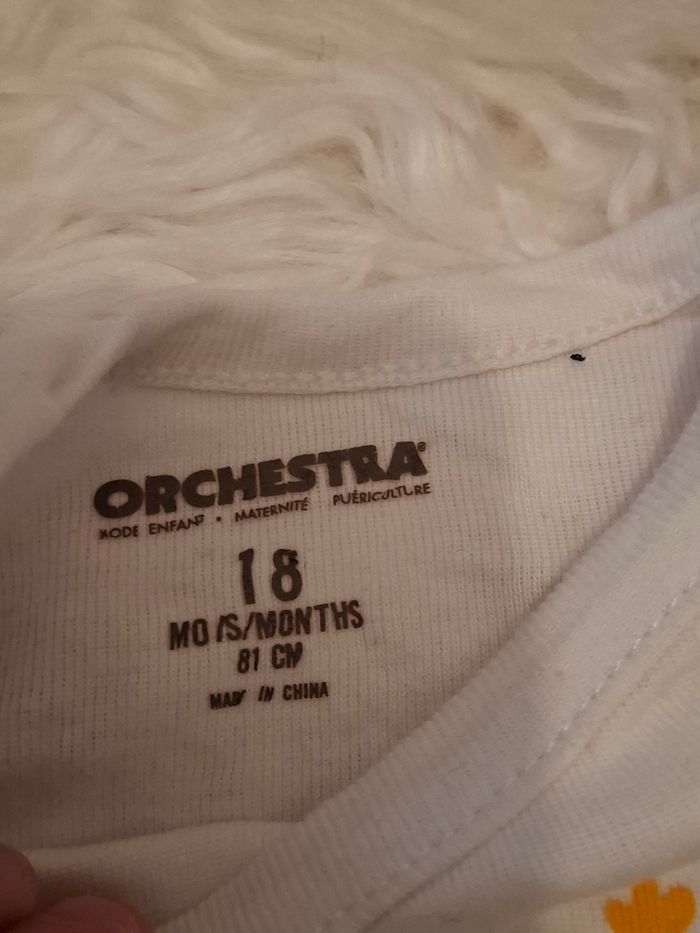 ORCHESTRA®
MODE ENFANT • MATERNITÉ PUÉRICULTURE
18
MOIS/MONTHS
81 CM
MADE IN CHINA